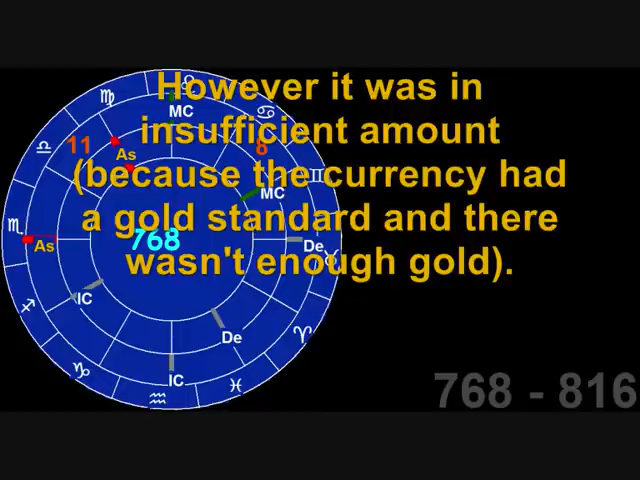 However it was in
insufficient amount
(because the currency had
a gold standard and there
wasn't enough gold).
MC
11
As
8
MC
As
768
De
IC
De
IC
768 - 816